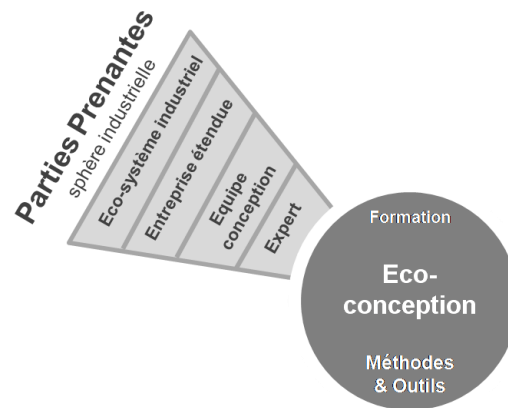 Parties Prenantes
sphère industrielle
Eco-système industriel
Entreprise étendue
Equipe
conception
Expert
Formation
Eco-
conception
Méthodes
& Outils